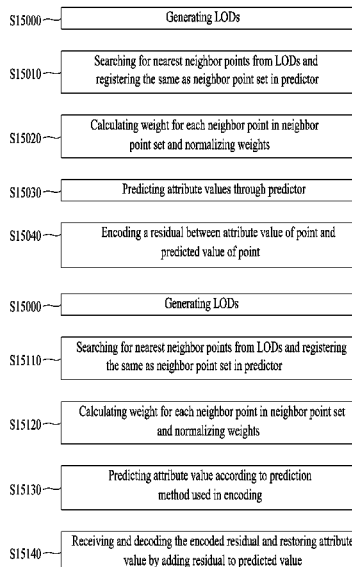 S15000
Generating LODs
S15010
Searching for nearest neighbor points from LODs and
registering the same as neighbor point set in predictor
S15020
Calculating weight for each neighbor point in neighbor
point set and normalizing weights
S15030
Predicting attribute values through predictor
S15040
Encoding a residual between attribute value of point and
predicted value of point
S15000
Generating LODs
S15110
Searching for nearest neighbor points from LODs and registering
the same as neighbor point set in predictor
S15120
Calculating weight for each neighbor point in neighbor point set
and normalizing weights
S15130
Predicting attribute value according to prediction
method used in encoding
S15140
Receiving and decoding the encoded residual and restoring attribute
value by adding residual to predicted value